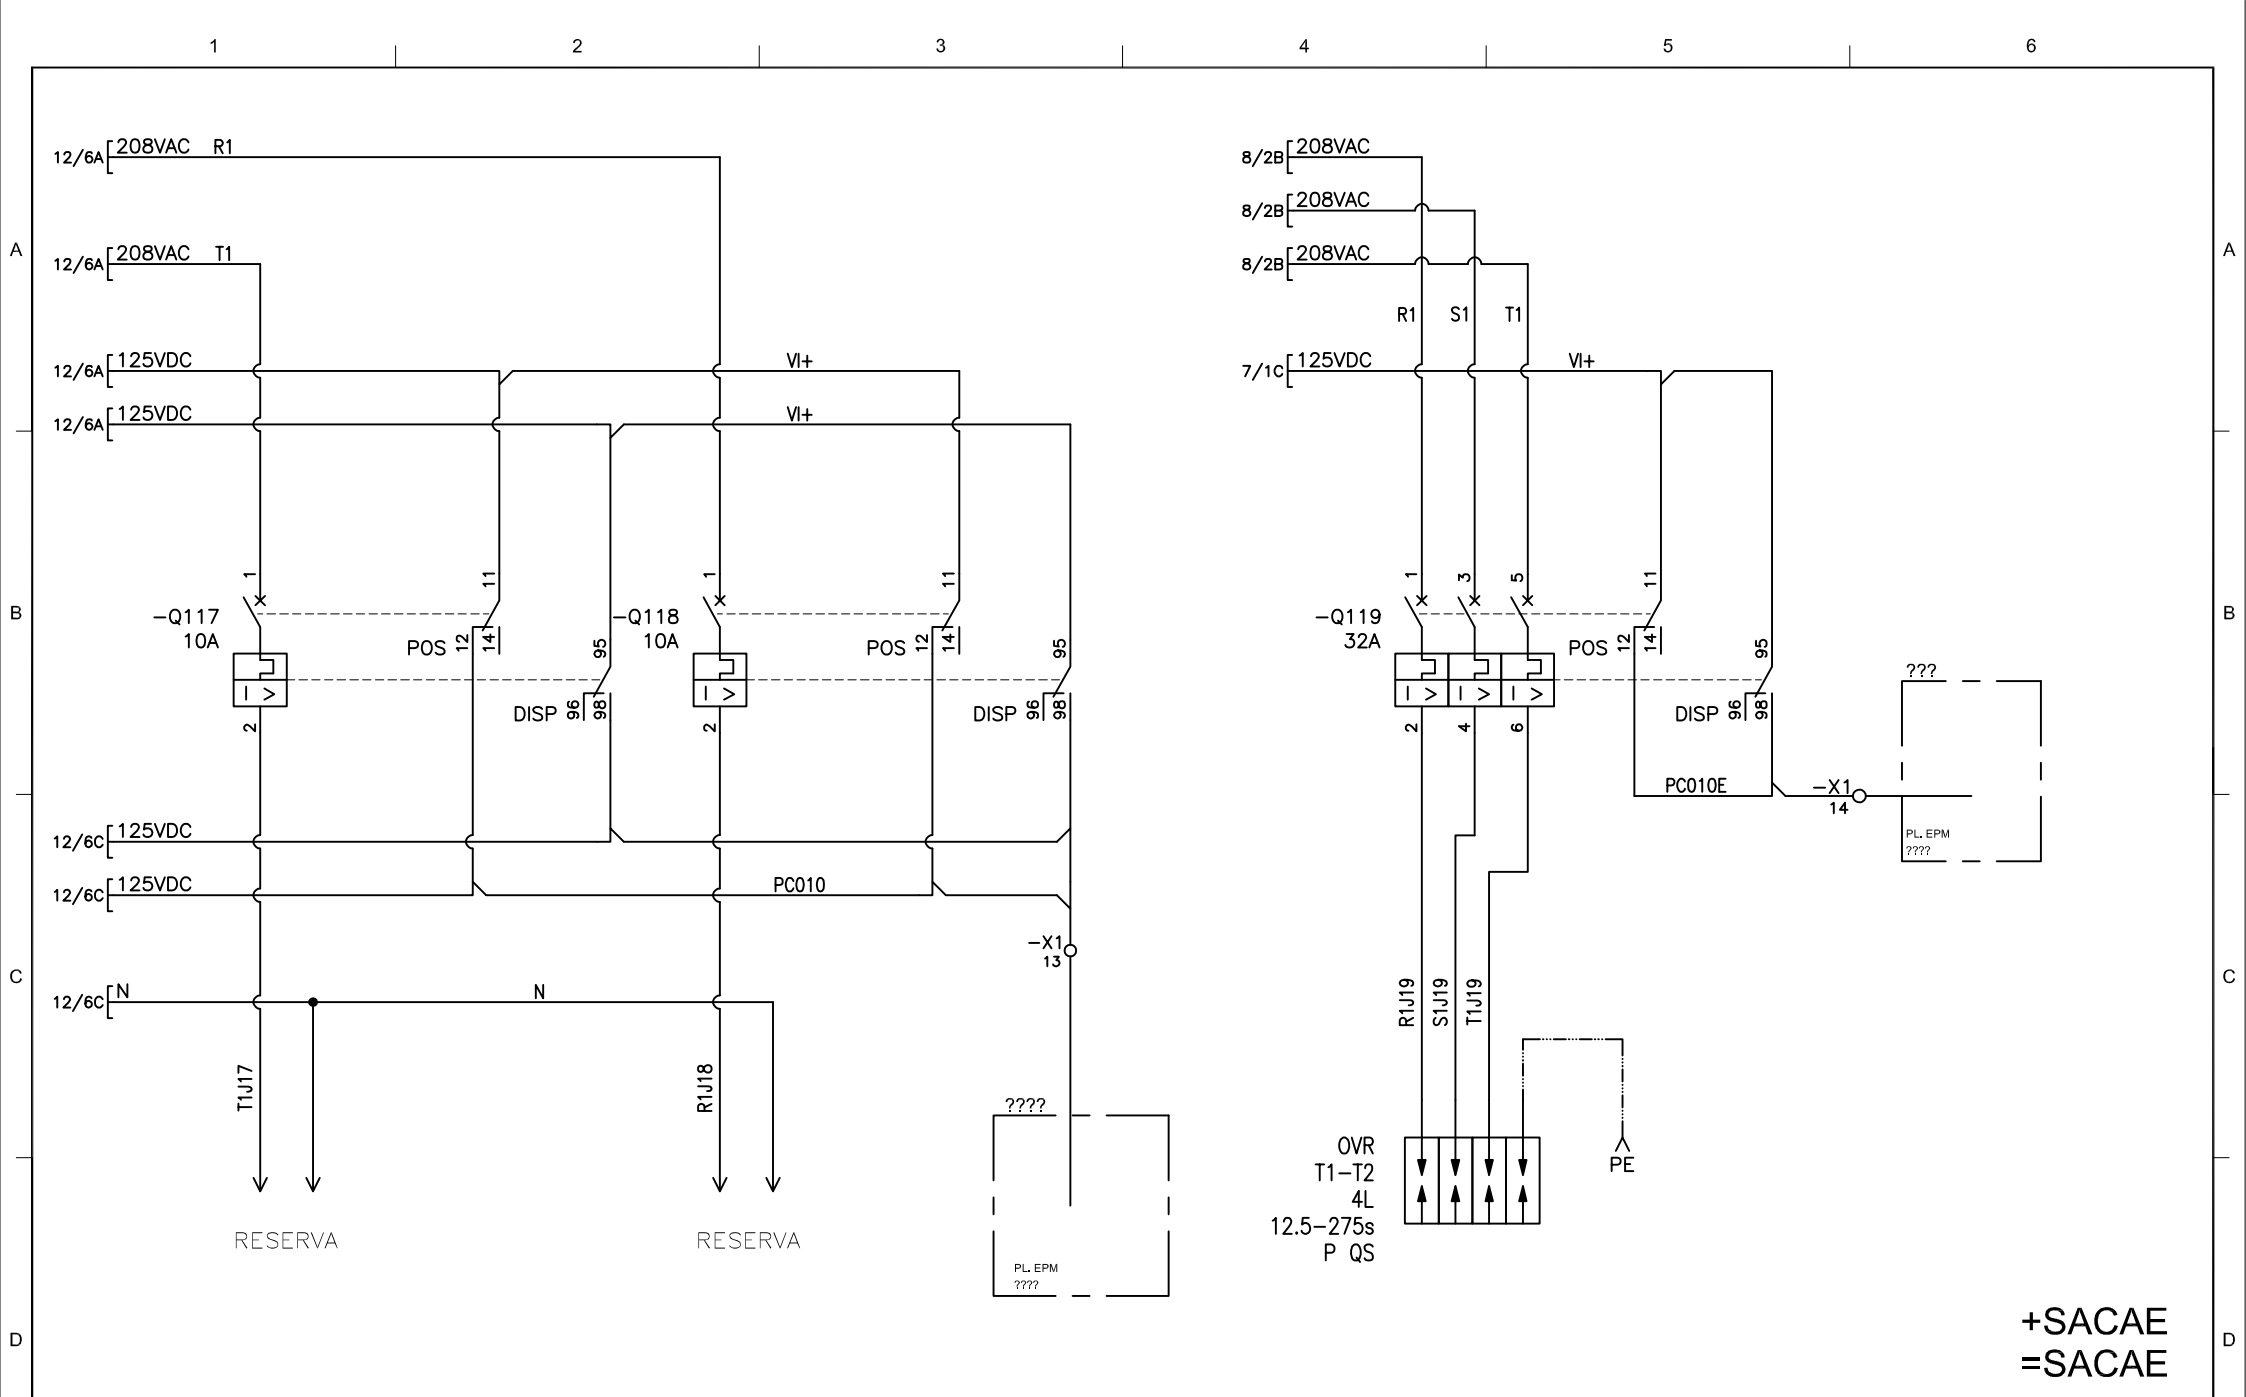 1 2 3 4 5 6
12/6A 208VAC R1
8/2B 208VAC
8/2B 208VAC
A A
12/6A 208VAC T1
8/2B 208VAC
R1 S1 T1
12/6A 125VDC VI+
7/1C 125VDC VI+
12/6A 125VDC VI+
1 11 1 11 1 3 5 11
B B
-Q117
10A
POS 12 14
95
DISP 96 98
2
-Q118
10A
POS 12 14
95
DISP 96 98
2
-Q119
32A
POS 12 14
95
DISP 96 98
2 4 6
???
PC010E
-X1
14
PL. EPM
????
12/6C 125VDC
12/6C 125VDC PC010
-X1
13
C C
12/6C N N
R1J19 S1J19 T1J19
T1J17
R1J18
????
PL. EPM
????
RESERVA
RESERVA
OVR
T1-T2
4L
12.5-275s
P QS
PE
+SACAE
=SACAE
D D